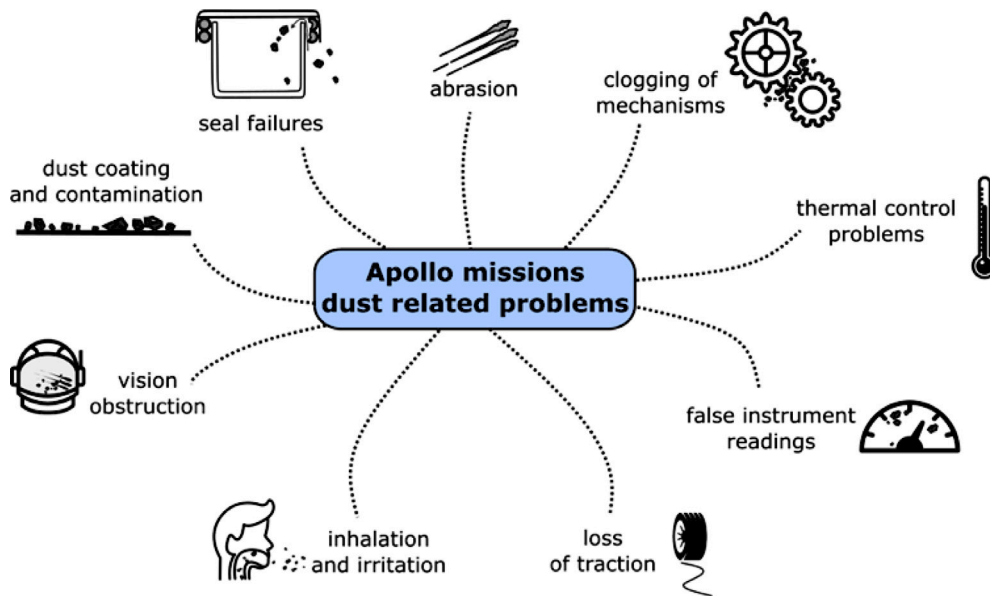 seal failures
abrasion
clogging of
mechanisms
dust coating
and contamination
thermal control
problems
Apollo missions
dust related problems
vision
obstruction
false instrument
readings
inhalation
and irritation
loss
of traction